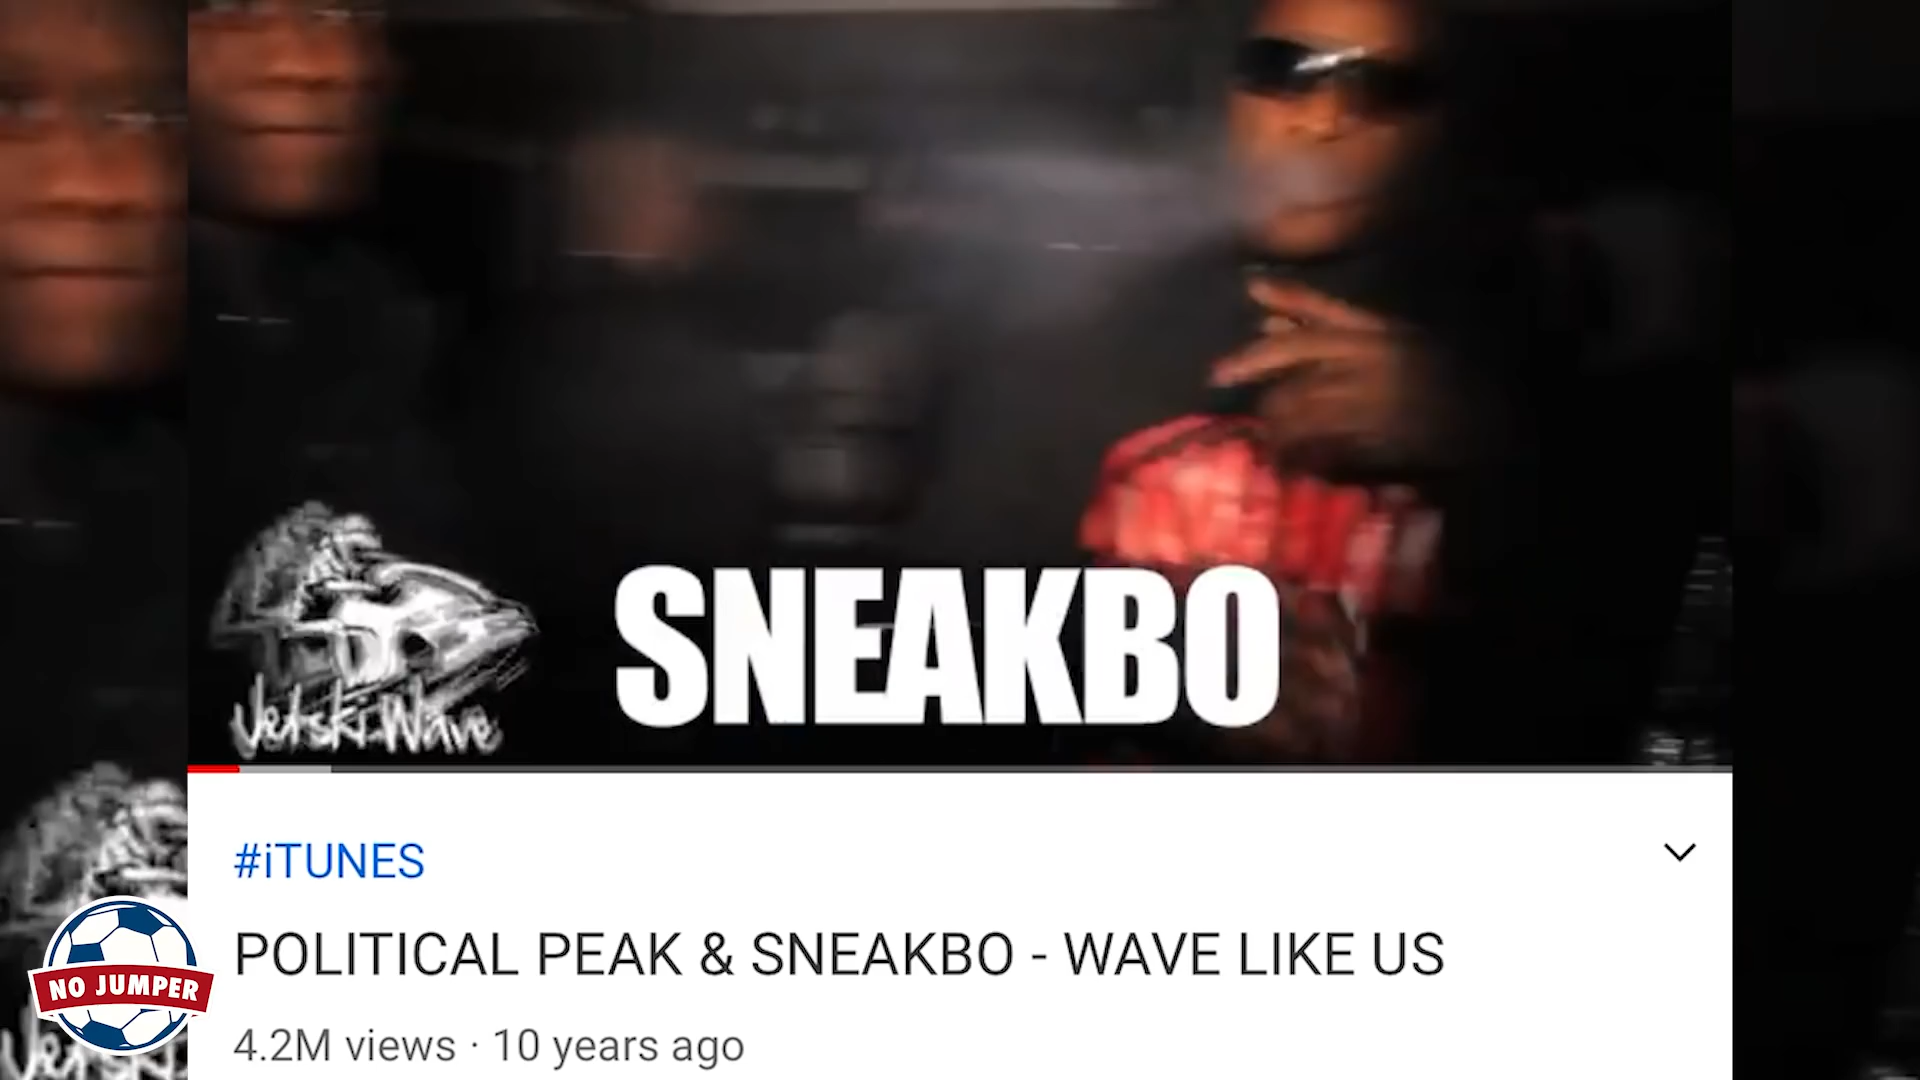 Jetski Wave
SNEAKBO
#iTUNES
POLITICAL PEAK & SNEAKBO - WAVE LIKE US
NO JUMPER
4.2M views · 10 years ago